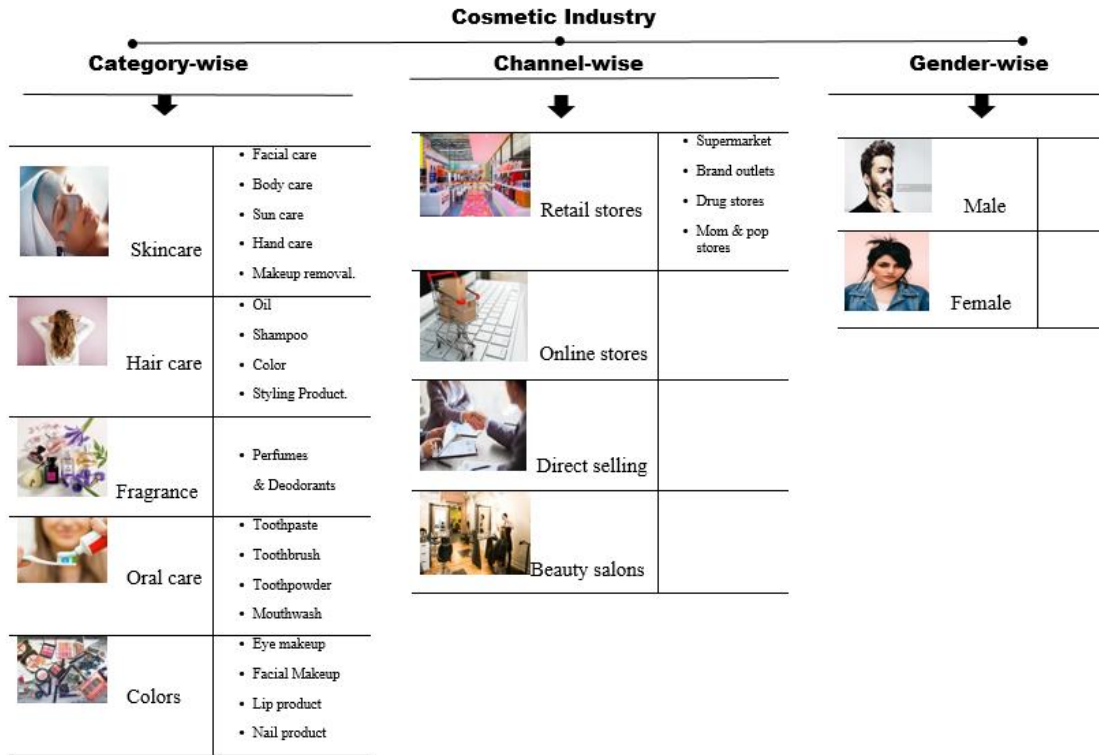 Cosmetic Industry
Category-wise
Channel-wise
Gender-wise
Skincare
• Facial care
• Body care
• Sun care
• Hand care
• Makeup removal.
Hair care
• Oil
• Shampoo
• Color
• Styling Product.
Fragrance
• Perfumes
& Deodorants
Oral care
• Toothpaste
• Toothbrush
• Toothpowder
• Mouthwash
Colors
• Eye makeup
• Facial Makeup
• Lip product
• Nail product
Retail stores
• Supermarket
• Brand outlets
• Drug stores
• Mom & pop
stores
Online stores
Direct selling
Beauty salons
Male
Female